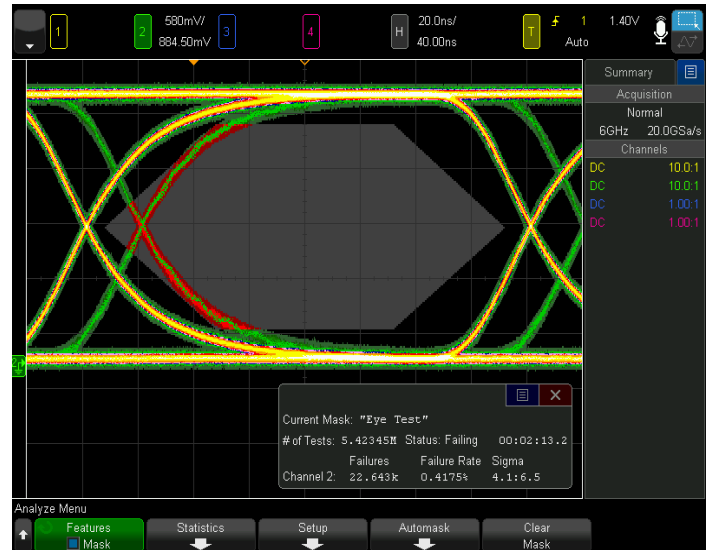 1
2
580mV/
884.50mV
3
4
H
20.0ns/
40.00ns
T
1
1.40V
Auto
Summary
Acquisition
Normal
6GHz 20.0GSa/s
Channels
DC 10.0:1
DC 10.0:1
DC 1.00:1
DC 1.00:1
Current Mask: "Eye Test"
# of Tests: 5.42345M Status: Failing 00:02:13.2
Failures Failure Rate Sigma
Channel 2: 22.643k 0.4175% 4.1:6.5
Analyze Menu
Features
Mask
Statistics
Setup
Automask
Clear
Mask